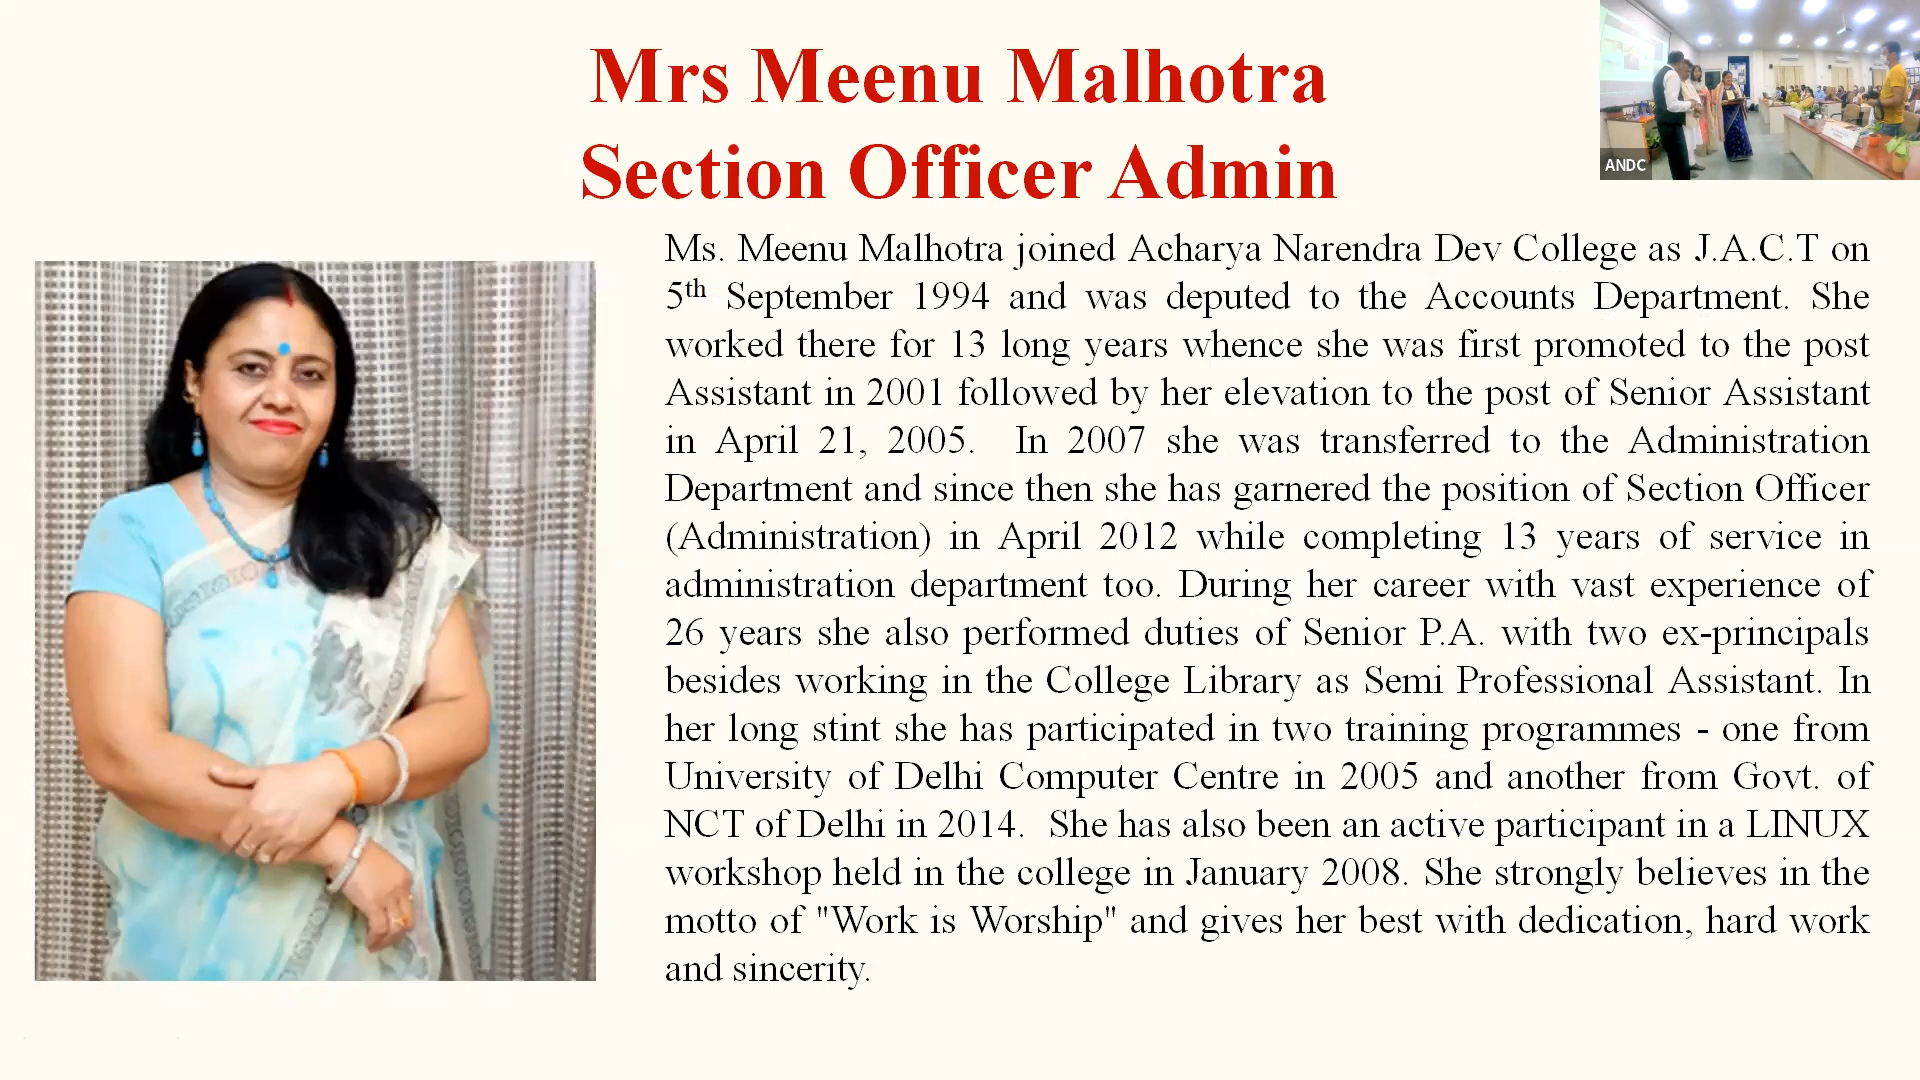 Mrs Meenu Malhotra
Section Officer Admin
ANDC
Ms. Meenu Malhotra joined Acharya Narendra Dev College as J.A.C.T on
5th September 1994 and was deputed to the Accounts Department. She
worked there for 13 long years whence she was first promoted to the post
Assistant in 2001 followed by her elevation to the post of Senior Assistant
in April 21, 2005. In 2007 she was transferred to the Administration
Department and since then she has garnered the position of Section Officer
(Administration) in April 2012 while completing 13 years of service in
administration department too. During her career with vast experience of
26 years she also performed duties of Senior P.A. with two ex-principals
besides working in the College Library as Semi Professional Assistant. In
her long stint she has participated in two training programmes - one from
University of Delhi Computer Centre in 2005 and another from Govt. of
NCT of Delhi in 2014. She has also been an active participant in a LINUX
workshop held in the college in January 2008. She strongly believes in the
motto of "Work is Worship" and gives her best with dedication, hard work
and sincerity.